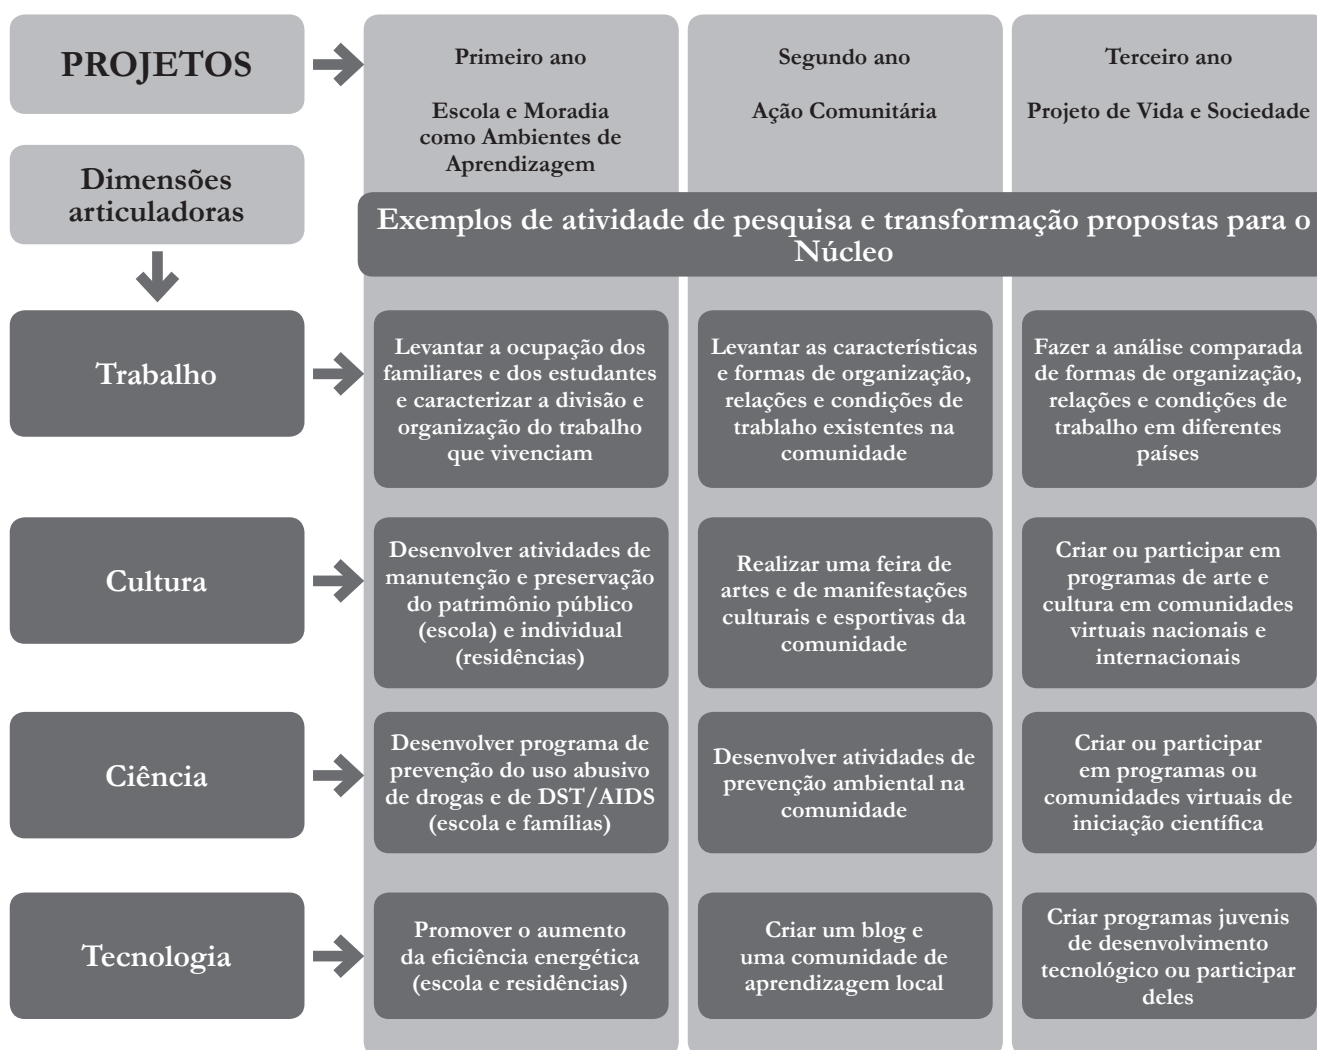 PROJETOS
Primeiro ano
Escola e Moradia
como Ambientes de
Aprendizagem
Segundo ano
Ação Comunitária
Terceiro ano
Projeto de Vida e Sociedade
Dimensões
articuladoras
Exemplos de atividade de pesquisa e transformação propostas para o
Núcleo
Trabalho
Levantar a ocupação dos
familiares e dos estudantes
e caracterizar a divisão e
organização do trabalho
que vivenciam
Levantar as características
e formas de organização,
relações e condições de
trablaho existentes na
comunidade
Fazer a análise comparada
de formas de organização,
relações e condições de
trabalho em diferentes
países
Cultura
Desenvolver atividades de
manutenção e preservação
do patrimônio público
(escola) e individual
(residências)
Realizar uma feira de
artes e de manifestações
culturais e esportivas da
comunidade
Criar ou participar em
programas de arte e
cultura em comunidades
virtuais nacionais e
internacionais
Ciência
Desenvolver programa de
prevenção do uso abusivo
de drogas e de DST/AIDS
(escola e famílias)
Desenvolver atividades de
prevenção ambiental na
comunidade
Criar ou participar
em programas ou
comunidades virtuais de
iniciação científica
Tecnologia
Promover o aumento
da eficiência energética
(escola e residências)
Criar um blog e
uma comunidade de
aprendizagem local
Criar programas juvenis
de desenvolvimento
tecnológico ou participar
deles